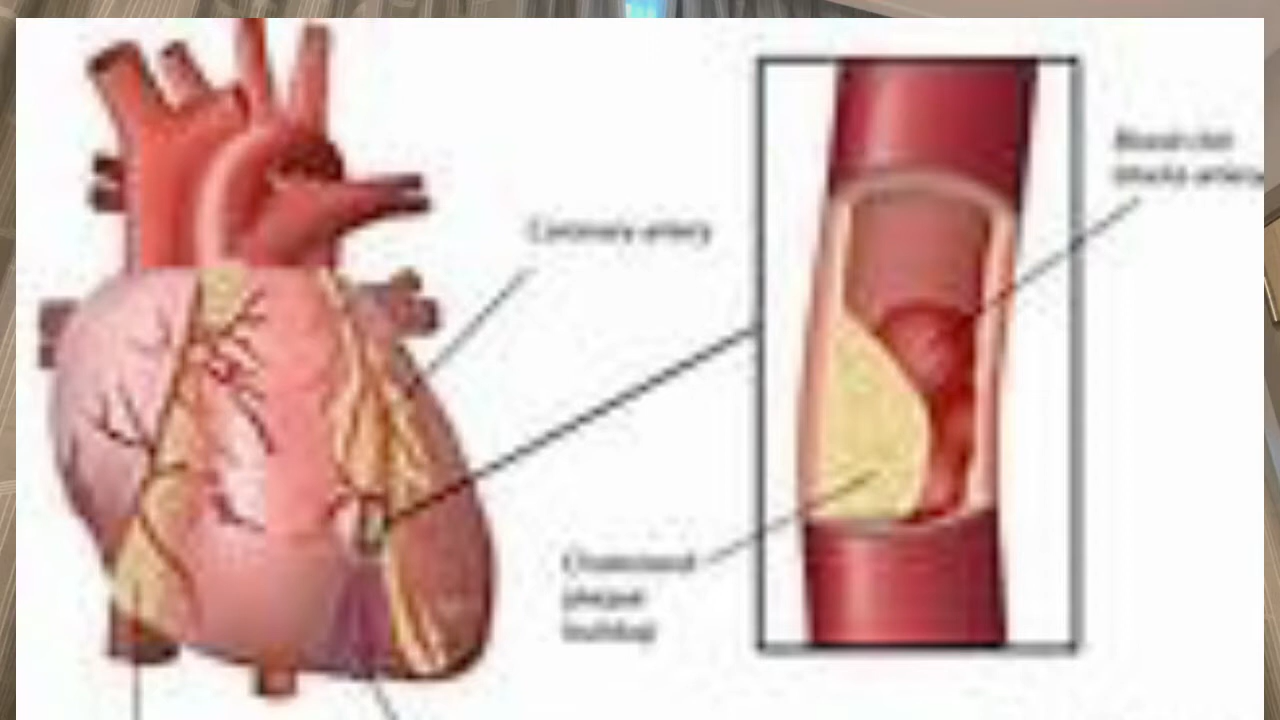 Coronary artery
Blood clot
blocks artery
Cholesterol
plaque
buildup